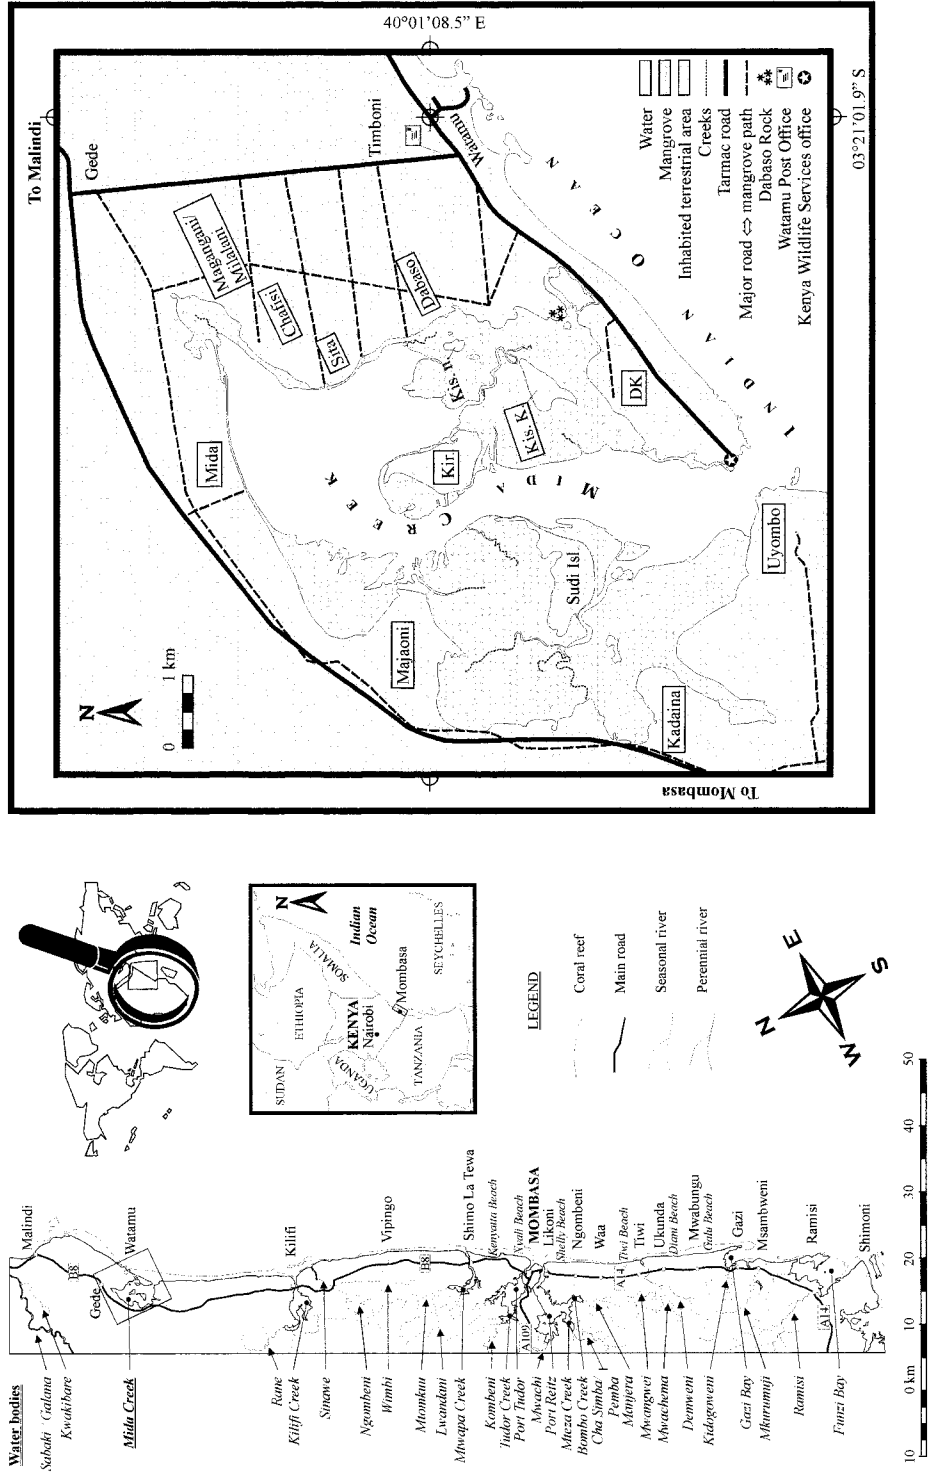 40°01'08.5" E
03°21'01.9" S
To Malindi
To Mombasa
N
0 1 km
Gede
Timboni
Watamu
Magangani/
Milalani
Chafisi
Sita
Dabaso
Mida
Kis. n
Kis. K
Kir.
DK
MIDA CREEK
Majaoni
Sudi Isl
Kadaina
Uyombo
INDIAN OCEAN
Water
Mangrove
Inhabited terrestrial area
Creeks
Tarmac road
Major road ⇔ mangrove path
Dabaso Rock
Watamu Post Office
Kenya Wildlife Services office
N
SUDAN
ETHIOPIA
SOMALIA
UGANDA
KENYA
Nairobi
Mombasa
TANZANIA
SEYCHELLES
Indian
Ocean
LEGEND
Coral reef
Main road
Seasonal river
Perennial river
N
E
S
W
Water bodies
Sabaki - Galana
Kwakibare
Mida Creek
Rare
Kilifi Creek
Sinawe
Ngombeni
Wimbi
Mtomkuu
Lwandani
Mtwapa Creek
Kombeni
Tudor Creek
Port Tudor
Mwachi
Port Reitz
Mteza Creek
Bombo Creek
Cha Simba
Pemba
Manjera
Mwangwei
Mwachema
Denweni
Kidogoweni
Gazi Bay
Mkurumuji
Ramisi
Funzi Bay
Malindi
B8
Gede
Watamu
Kilifi
Vipingo
B8
Shimo La Tewa
Kenyatta Beach
Nyali Beach
MOMBASA
A109
Likoni
Shelly Beach
Ngombeni
Waa
Tiwi Beach
A14
Tiwi
Ukunda
Diani Beach
Mwabungu
Galu Beach
Gazi
Msambweni
Ramisi
A14
Shimoni
10 0 km 10 20 30 40 50